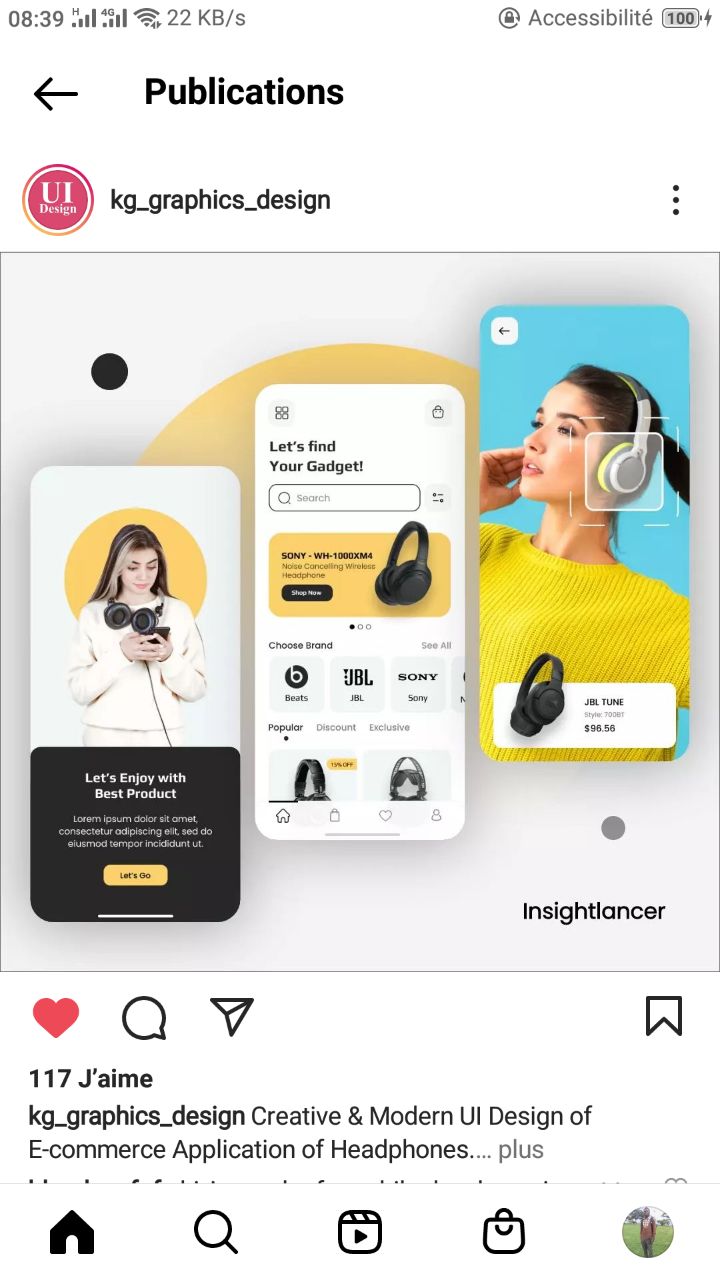 08:39 H 4G 22 KB/s Accessibilité 100
Publications
UI
Design
kg_graphics_design
Let's find
Your Gadget!
Search
SONY - WH-1000XM4
Noise Cancelling Wireless
Headphone
Shop Now
Choose Brand See All
JBL SONY
Beats JBL Sony N
Popular Discount Exclusive
15% OFF
Let's Enjoy with
Best Product
Lorem ipsum dolor sit amet,
consectetur adipiscing elit, sed do
eiusmod tempor incididunt ut.
Let's Go
JBL TUNE
Style: 700BT
$96.56
Insightlancer
117 J’aime
kg_graphics_design Creative & Modern UI Design of
E-commerce Application of Headphones.... plus